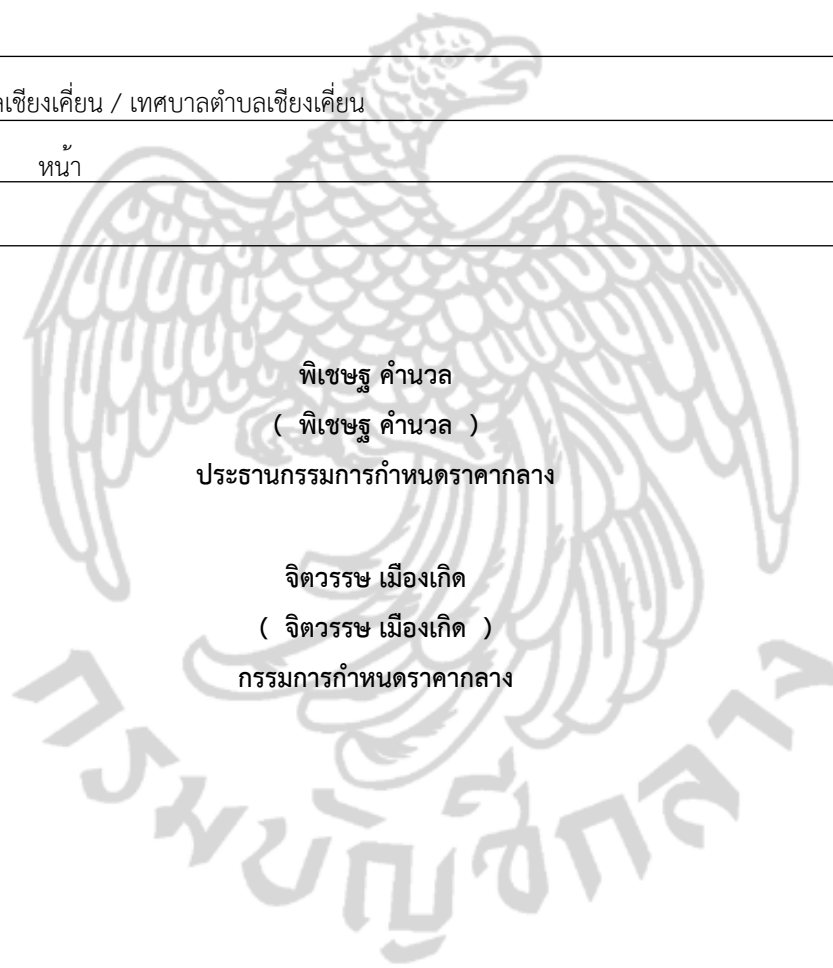 เชียงเคี่ยน / เทศบาลตำบลเชียงเคี่ยน
หน้า
พิเชษฐ คำนวล
( พิเชษฐ คำนวล )
ประธานกรรมการกำหนดราคากลาง
จิตวรรษ เมืองเกิด
( จิตวรรษ เมืองเกิด )
กรรมการกำหนดราคากลาง
กรมบัญชีกลาง